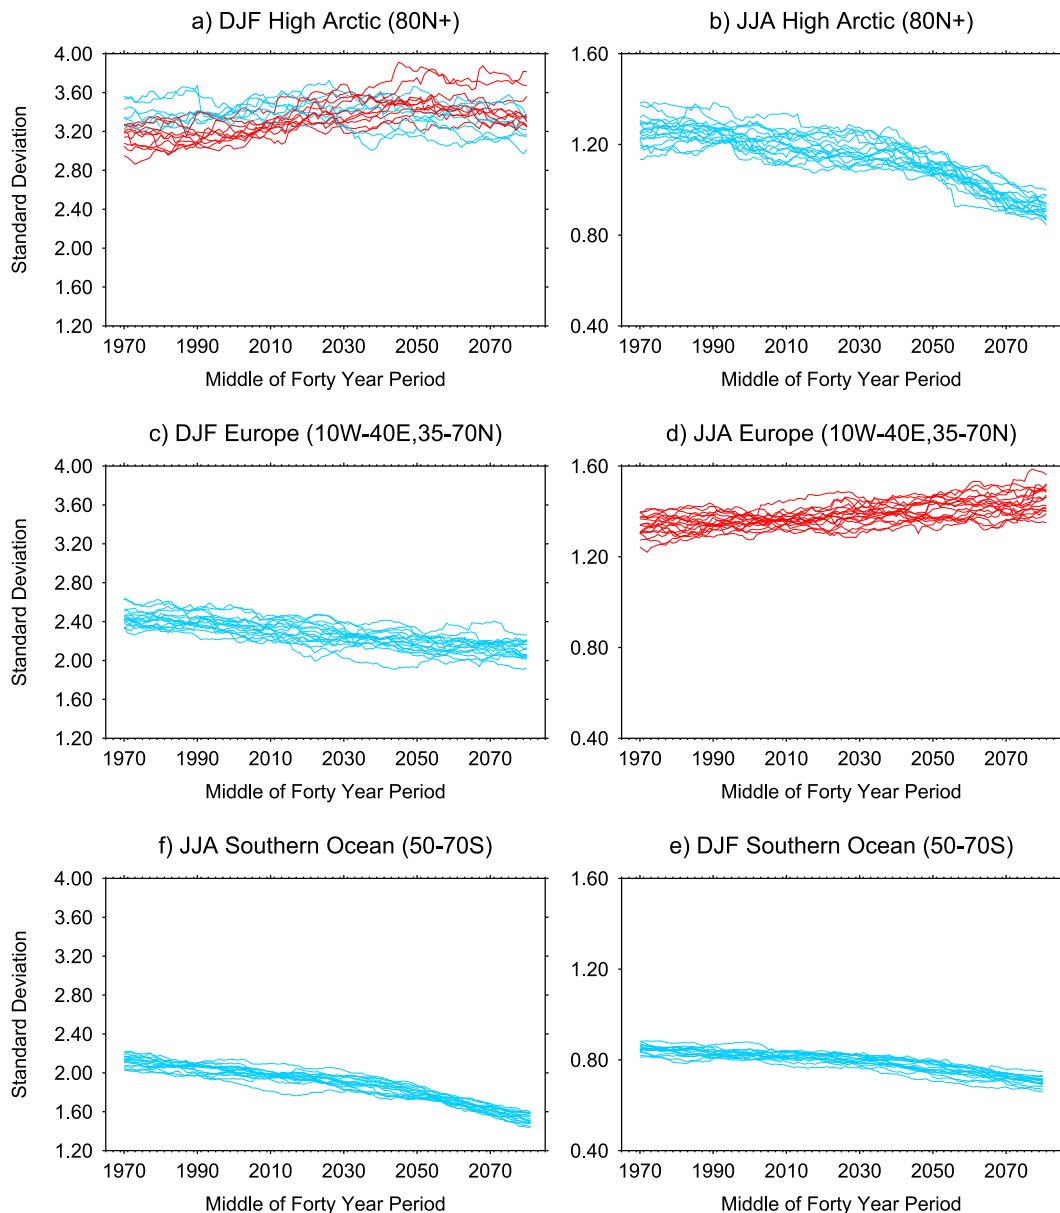 a) DJF High Arctic (80N+)
4.00
3.60
3.20
2.80
2.40
2.00
1.60
1.20
Standard Deviation
1970 1990 2010 2030 2050 2070
Middle of Forty Year Period
b) JJA High Arctic (80N+)
1.60
1.20
0.80
0.40
1970 1990 2010 2030 2050 2070
Middle of Forty Year Period
c) DJF Europe (10W-40E,35-70N)
4.00
3.60
3.20
2.80
2.40
2.00
1.60
1.20
Standard Deviation
1970 1990 2010 2030 2050 2070
Middle of Forty Year Period
d) JJA Europe (10W-40E,35-70N)
1.60
1.20
0.80
0.40
1970 1990 2010 2030 2050 2070
Middle of Forty Year Period
f) JJA Southern Ocean (50-70S)
4.00
3.60
3.20
2.80
2.40
2.00
1.60
1.20
Standard Deviation
1970 1990 2010 2030 2050 2070
Middle of Forty Year Period
e) DJF Southern Ocean (50-70S)
1.60
1.20
0.80
0.40
1970 1990 2010 2030 2050 2070
Middle of Forty Year Period